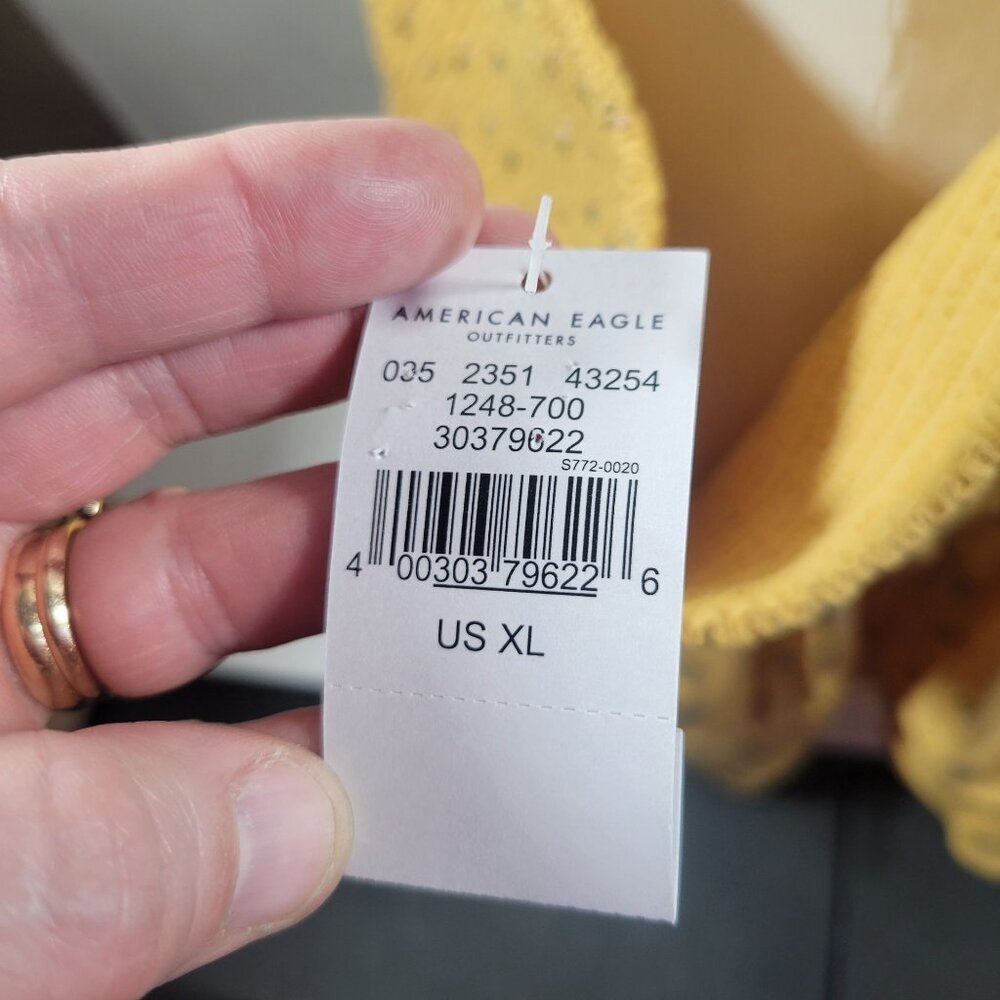 AMERICAN EAGLE
OUTFITTERS
035 2351 43254
1248-700
30379622
S772-0020
4 00303 79622 6
US XL